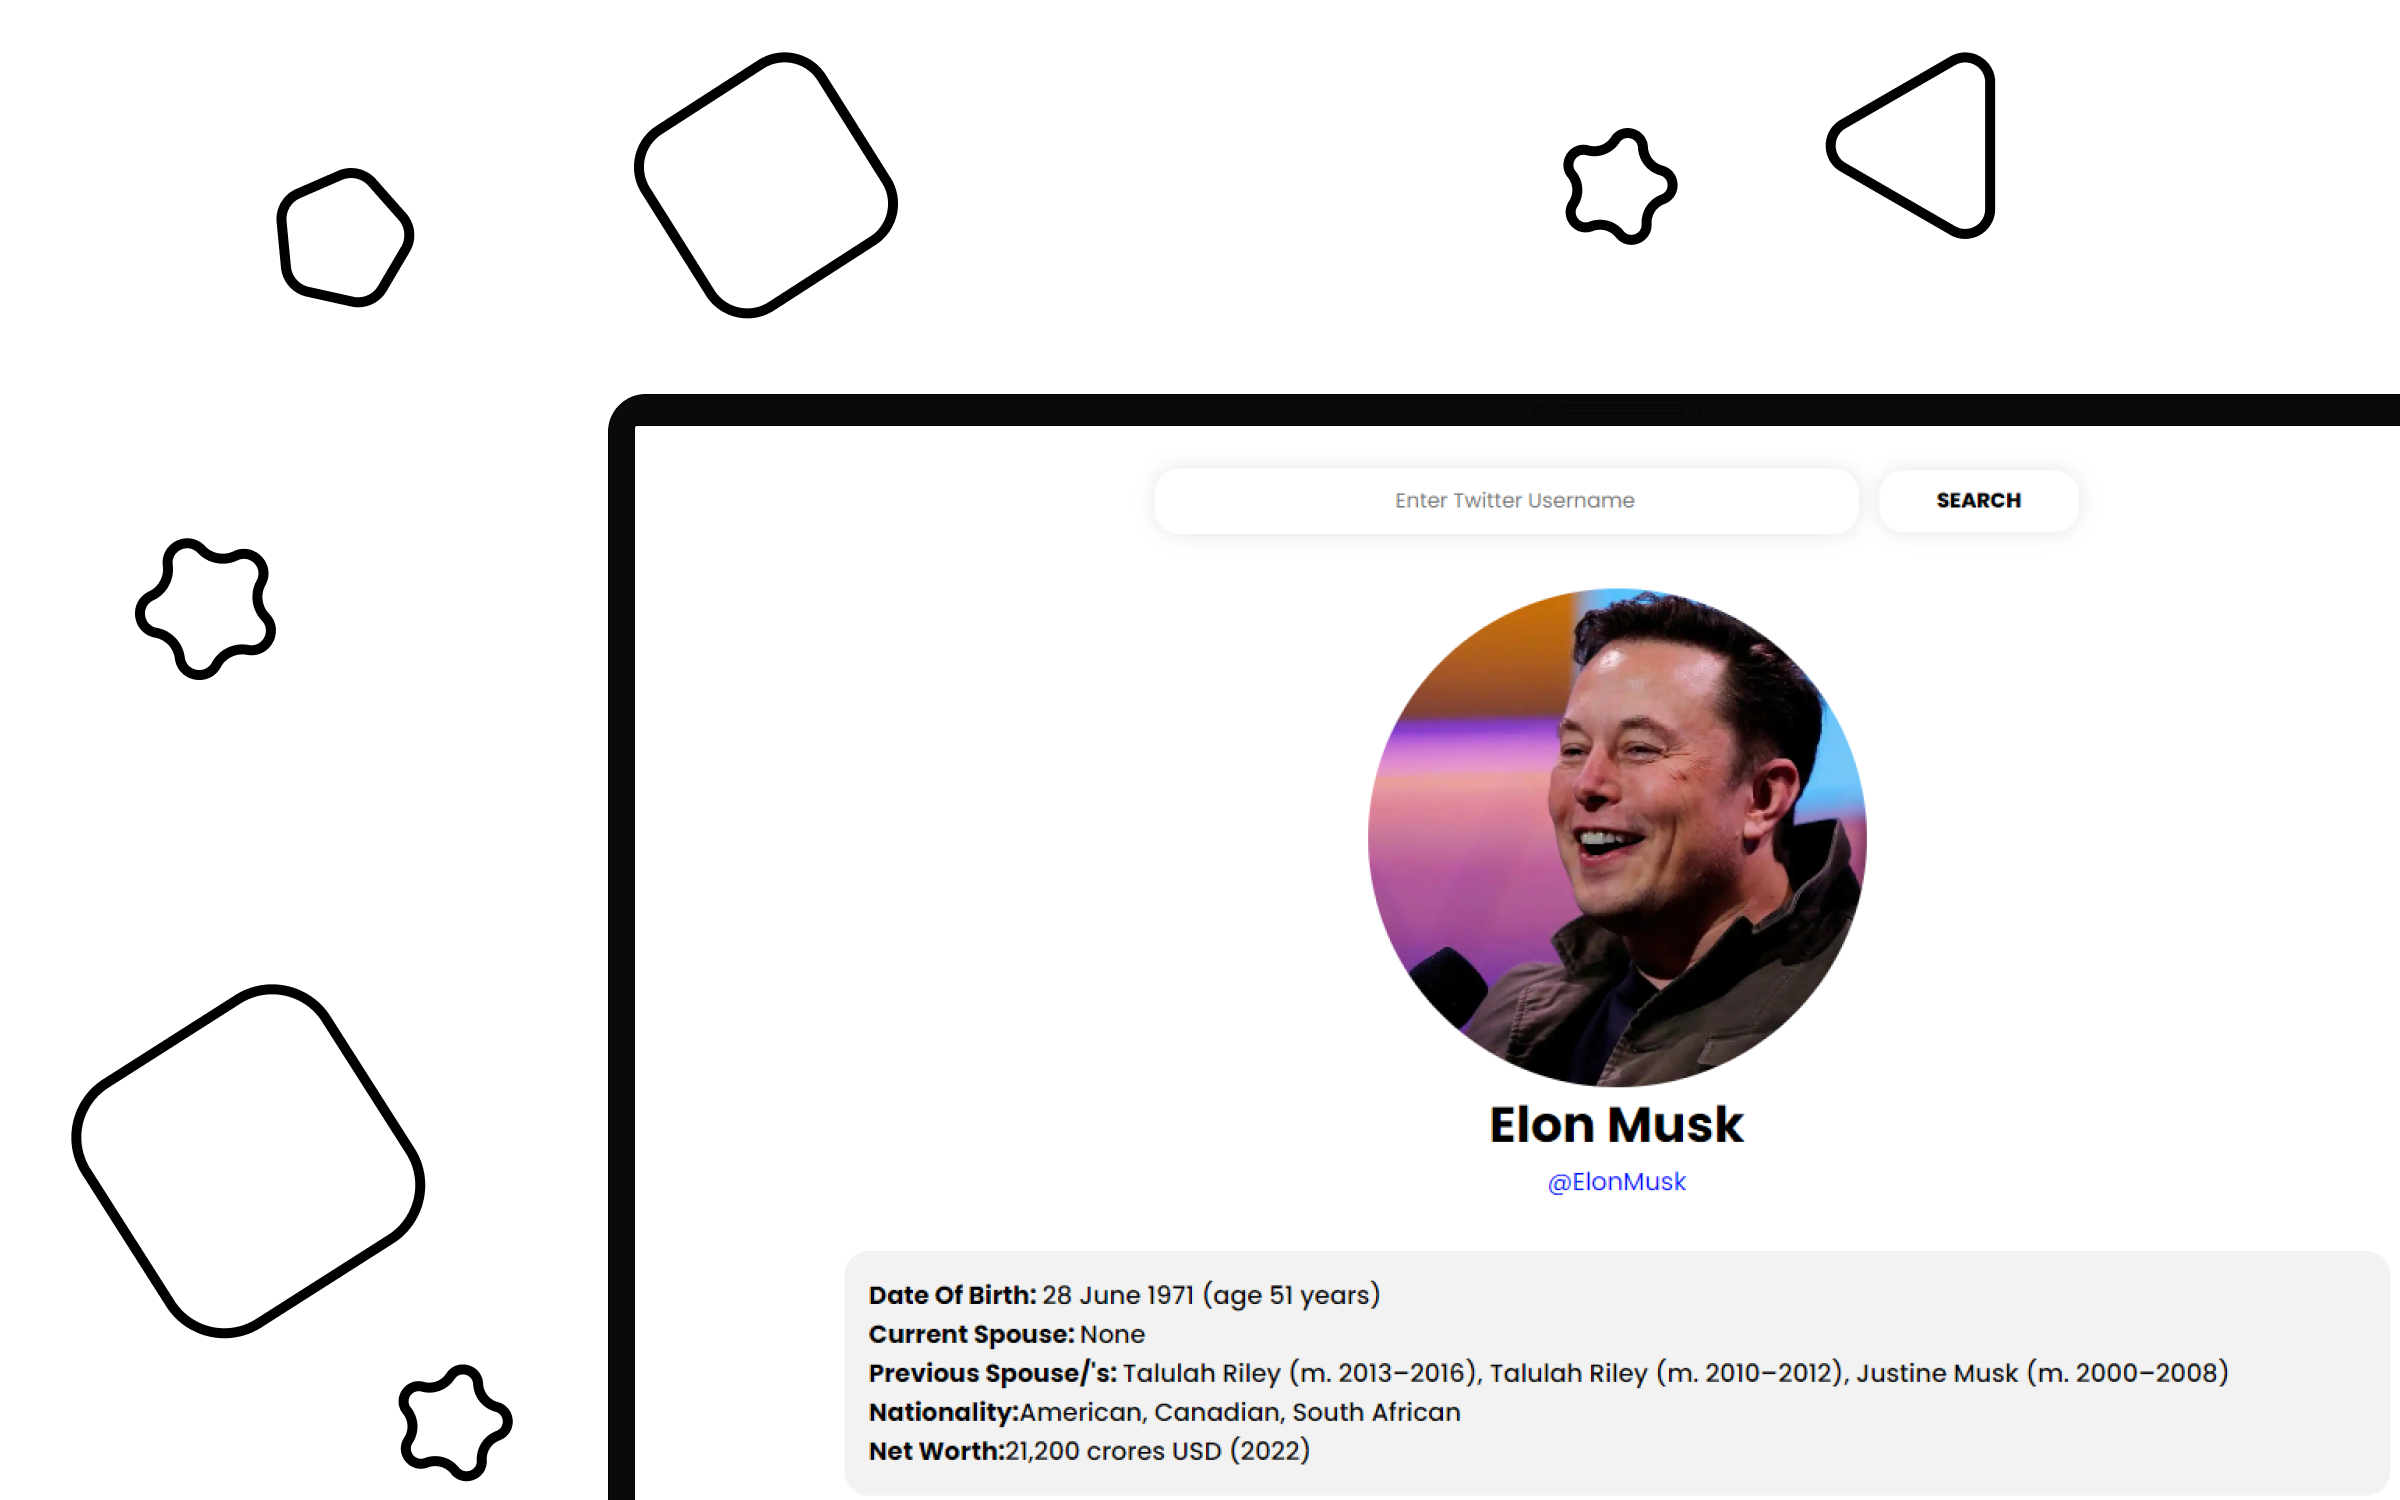 Enter Twitter Username
SEARCH
Elon Musk
@ElonMusk
Date Of Birth: 28 June 1971 (age 51 years)
Current Spouse: None
Previous Spouse/'s: Talulah Riley (m. 2013–2016), Talulah Riley (m. 2010–2012), Justine Musk (m. 2000–2008)
Nationality:American, Canadian, South African
Net Worth:21,200 crores USD (2022)